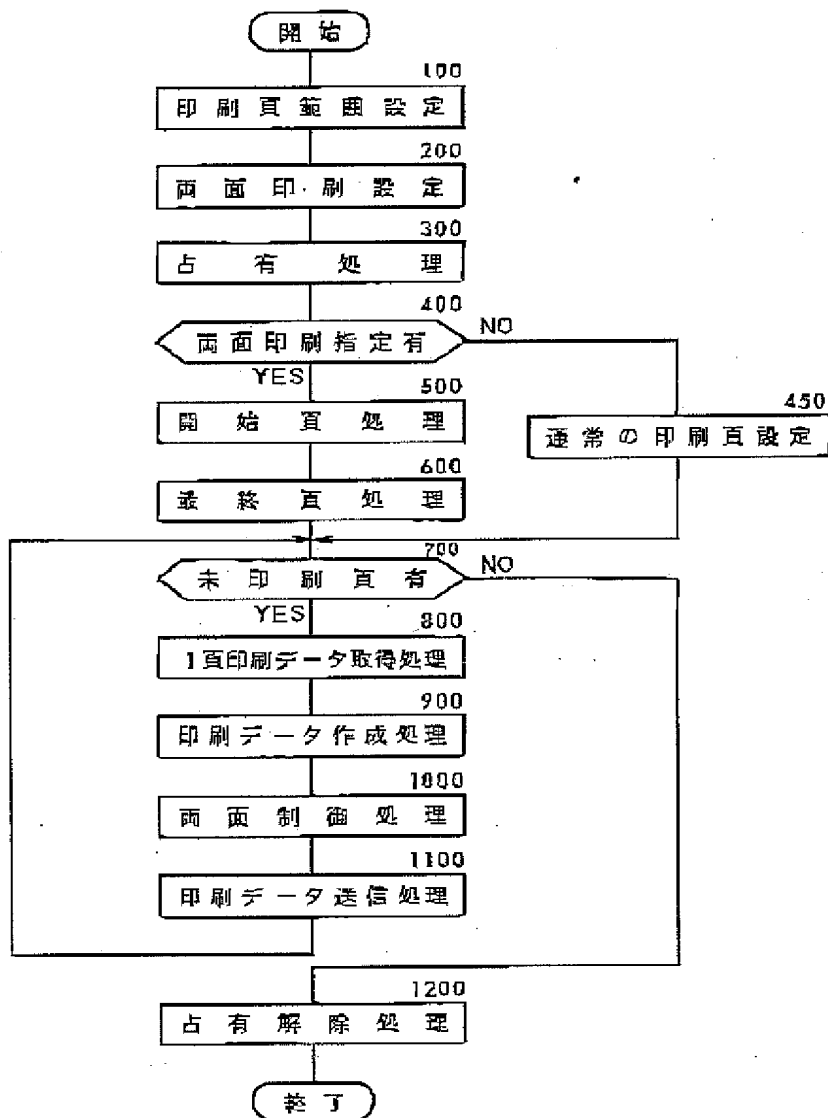 開始
100
印刷頁範囲設定
200
両面印刷設定
300
占有処理
400
両面印刷指定有
NO
YES
500
開始頁処理
450
通常の印刷頁設定
600
最終頁処理
700
未印刷頁有
NO
YES
800
1頁印刷データ取得処理
900
印刷データ作成処理
1000
両面制御処理
1100
印刷データ送信処理
1200
占有解除処理
終了